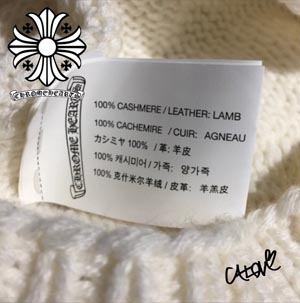 CHROME HEARTS
100% CASHMERE / LEATHER: LAMB
100% CACHEMIRE / CUIR: AGNEAU
カシミヤ 100% / 革: 羊皮
100% 캐시미어 / 가죽: 양가죽
100% 克什米尔羊绒 / 皮革: 羊羔皮
CHROME HEARTS